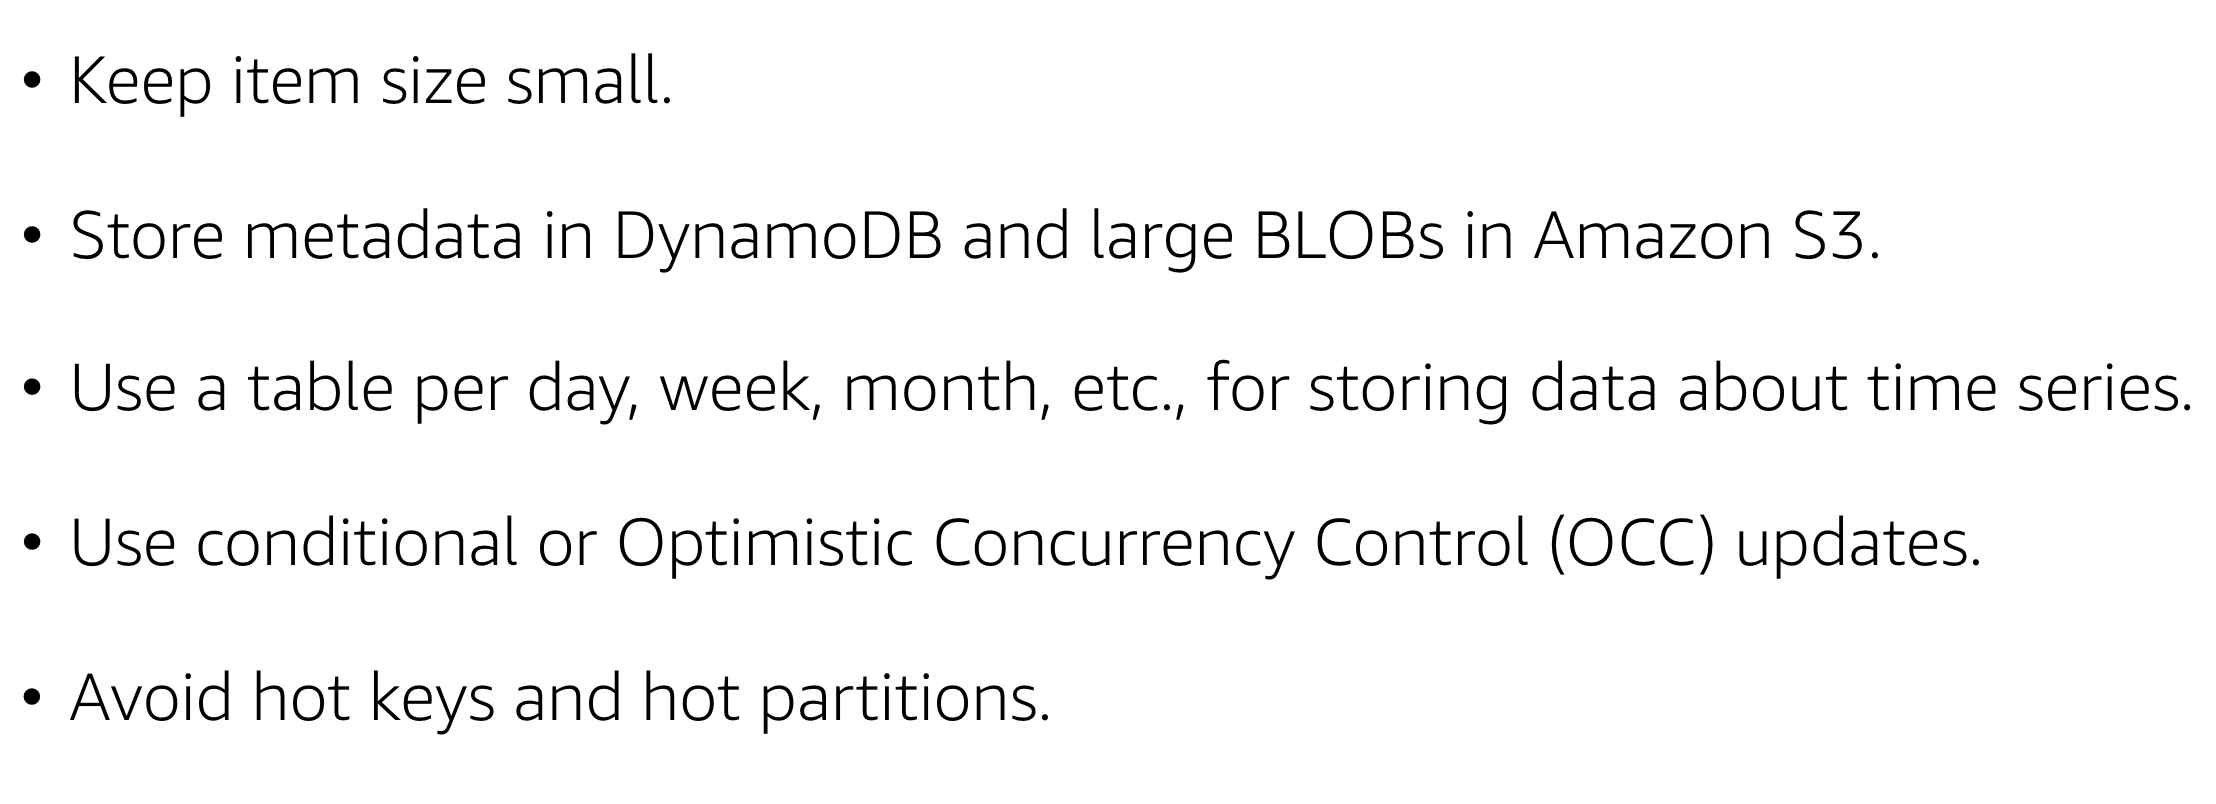 • Keep item size small.
• Store metadata in DynamoDB and large BLOBs in Amazon S3.
• Use a table per day, week, month, etc., for storing data about time series.
• Use conditional or Optimistic Concurrency Control (OCC) updates.
• Avoid hot keys and hot partitions.